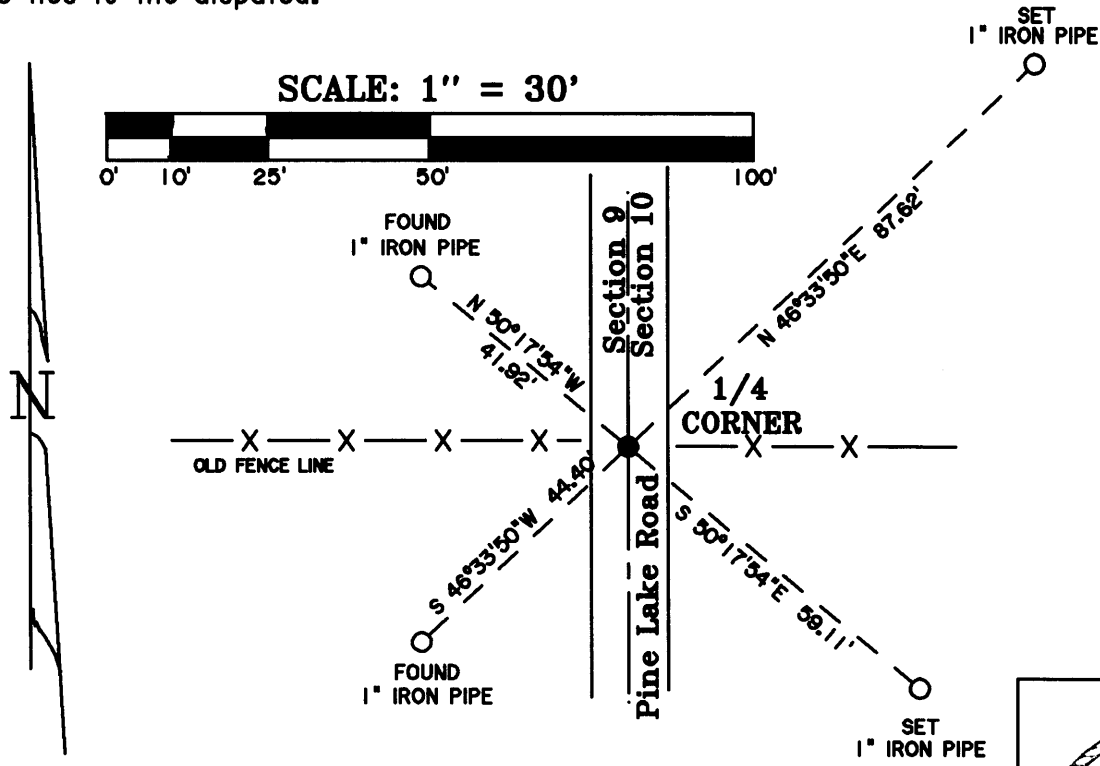 SET
1" IRON PIPE
SCALE: 1" = 30'
0' 10' 25' 50' 100'
FOUND
1" IRON PIPE
Section 9
Section 10
N 46°33'50"E 87.62'
N 50°17'54"W
41.92'
N
1/4
CORNER
X X X X X X
OLD FENCE LINE
S 46°33'50"W 44.40'
S 50°17'54"E 59.11'
Pine Lake Road
FOUND
1" IRON PIPE
SET
1" IRON PIPE